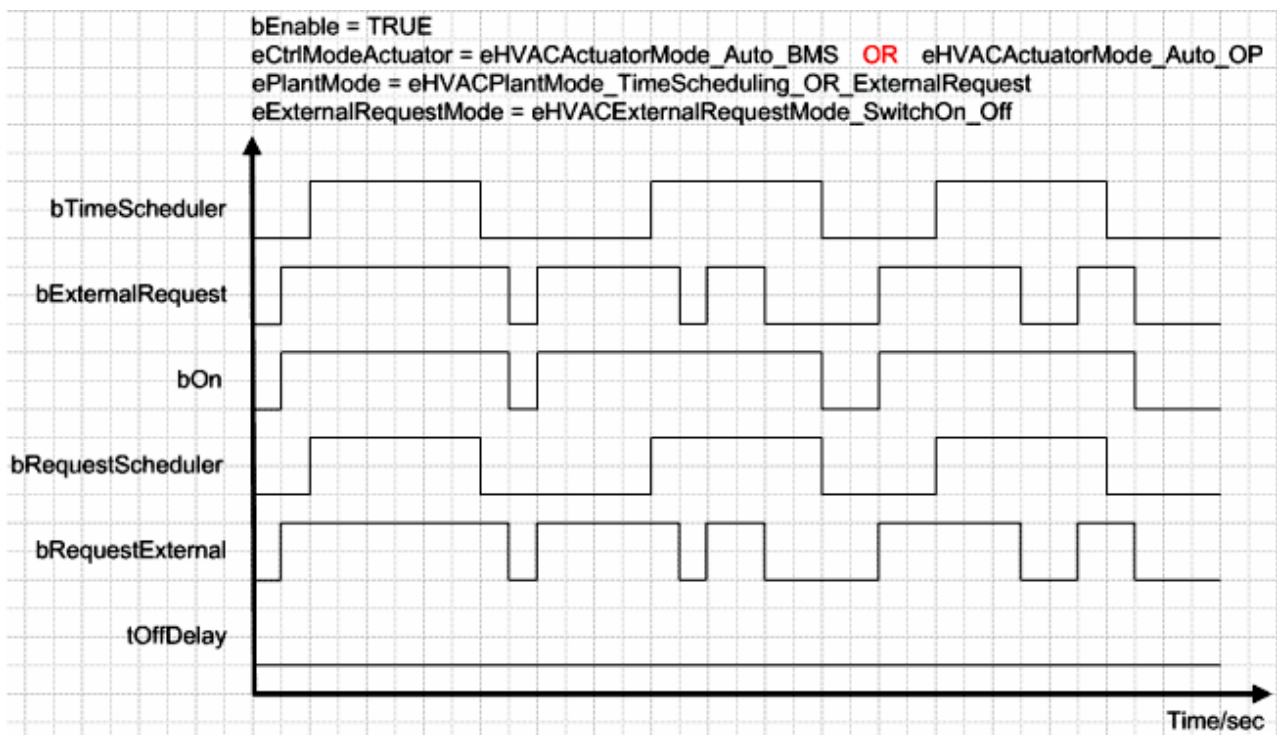 bEnable = TRUE
eCtrlModeActuator = eHVACActuatorMode_Auto_BMS OR eHVACActuatorMode_Auto_OP
ePlantMode = eHVACPlantMode_TimeScheduling_OR_ExternalRequest
eExternalRequestMode = eHVACExternalRequestMode_SwitchOn_Off
bTimeScheduler
bExternalRequest
bOn
bRequestScheduler
bRequestExternal
tOffDelay
Time/sec